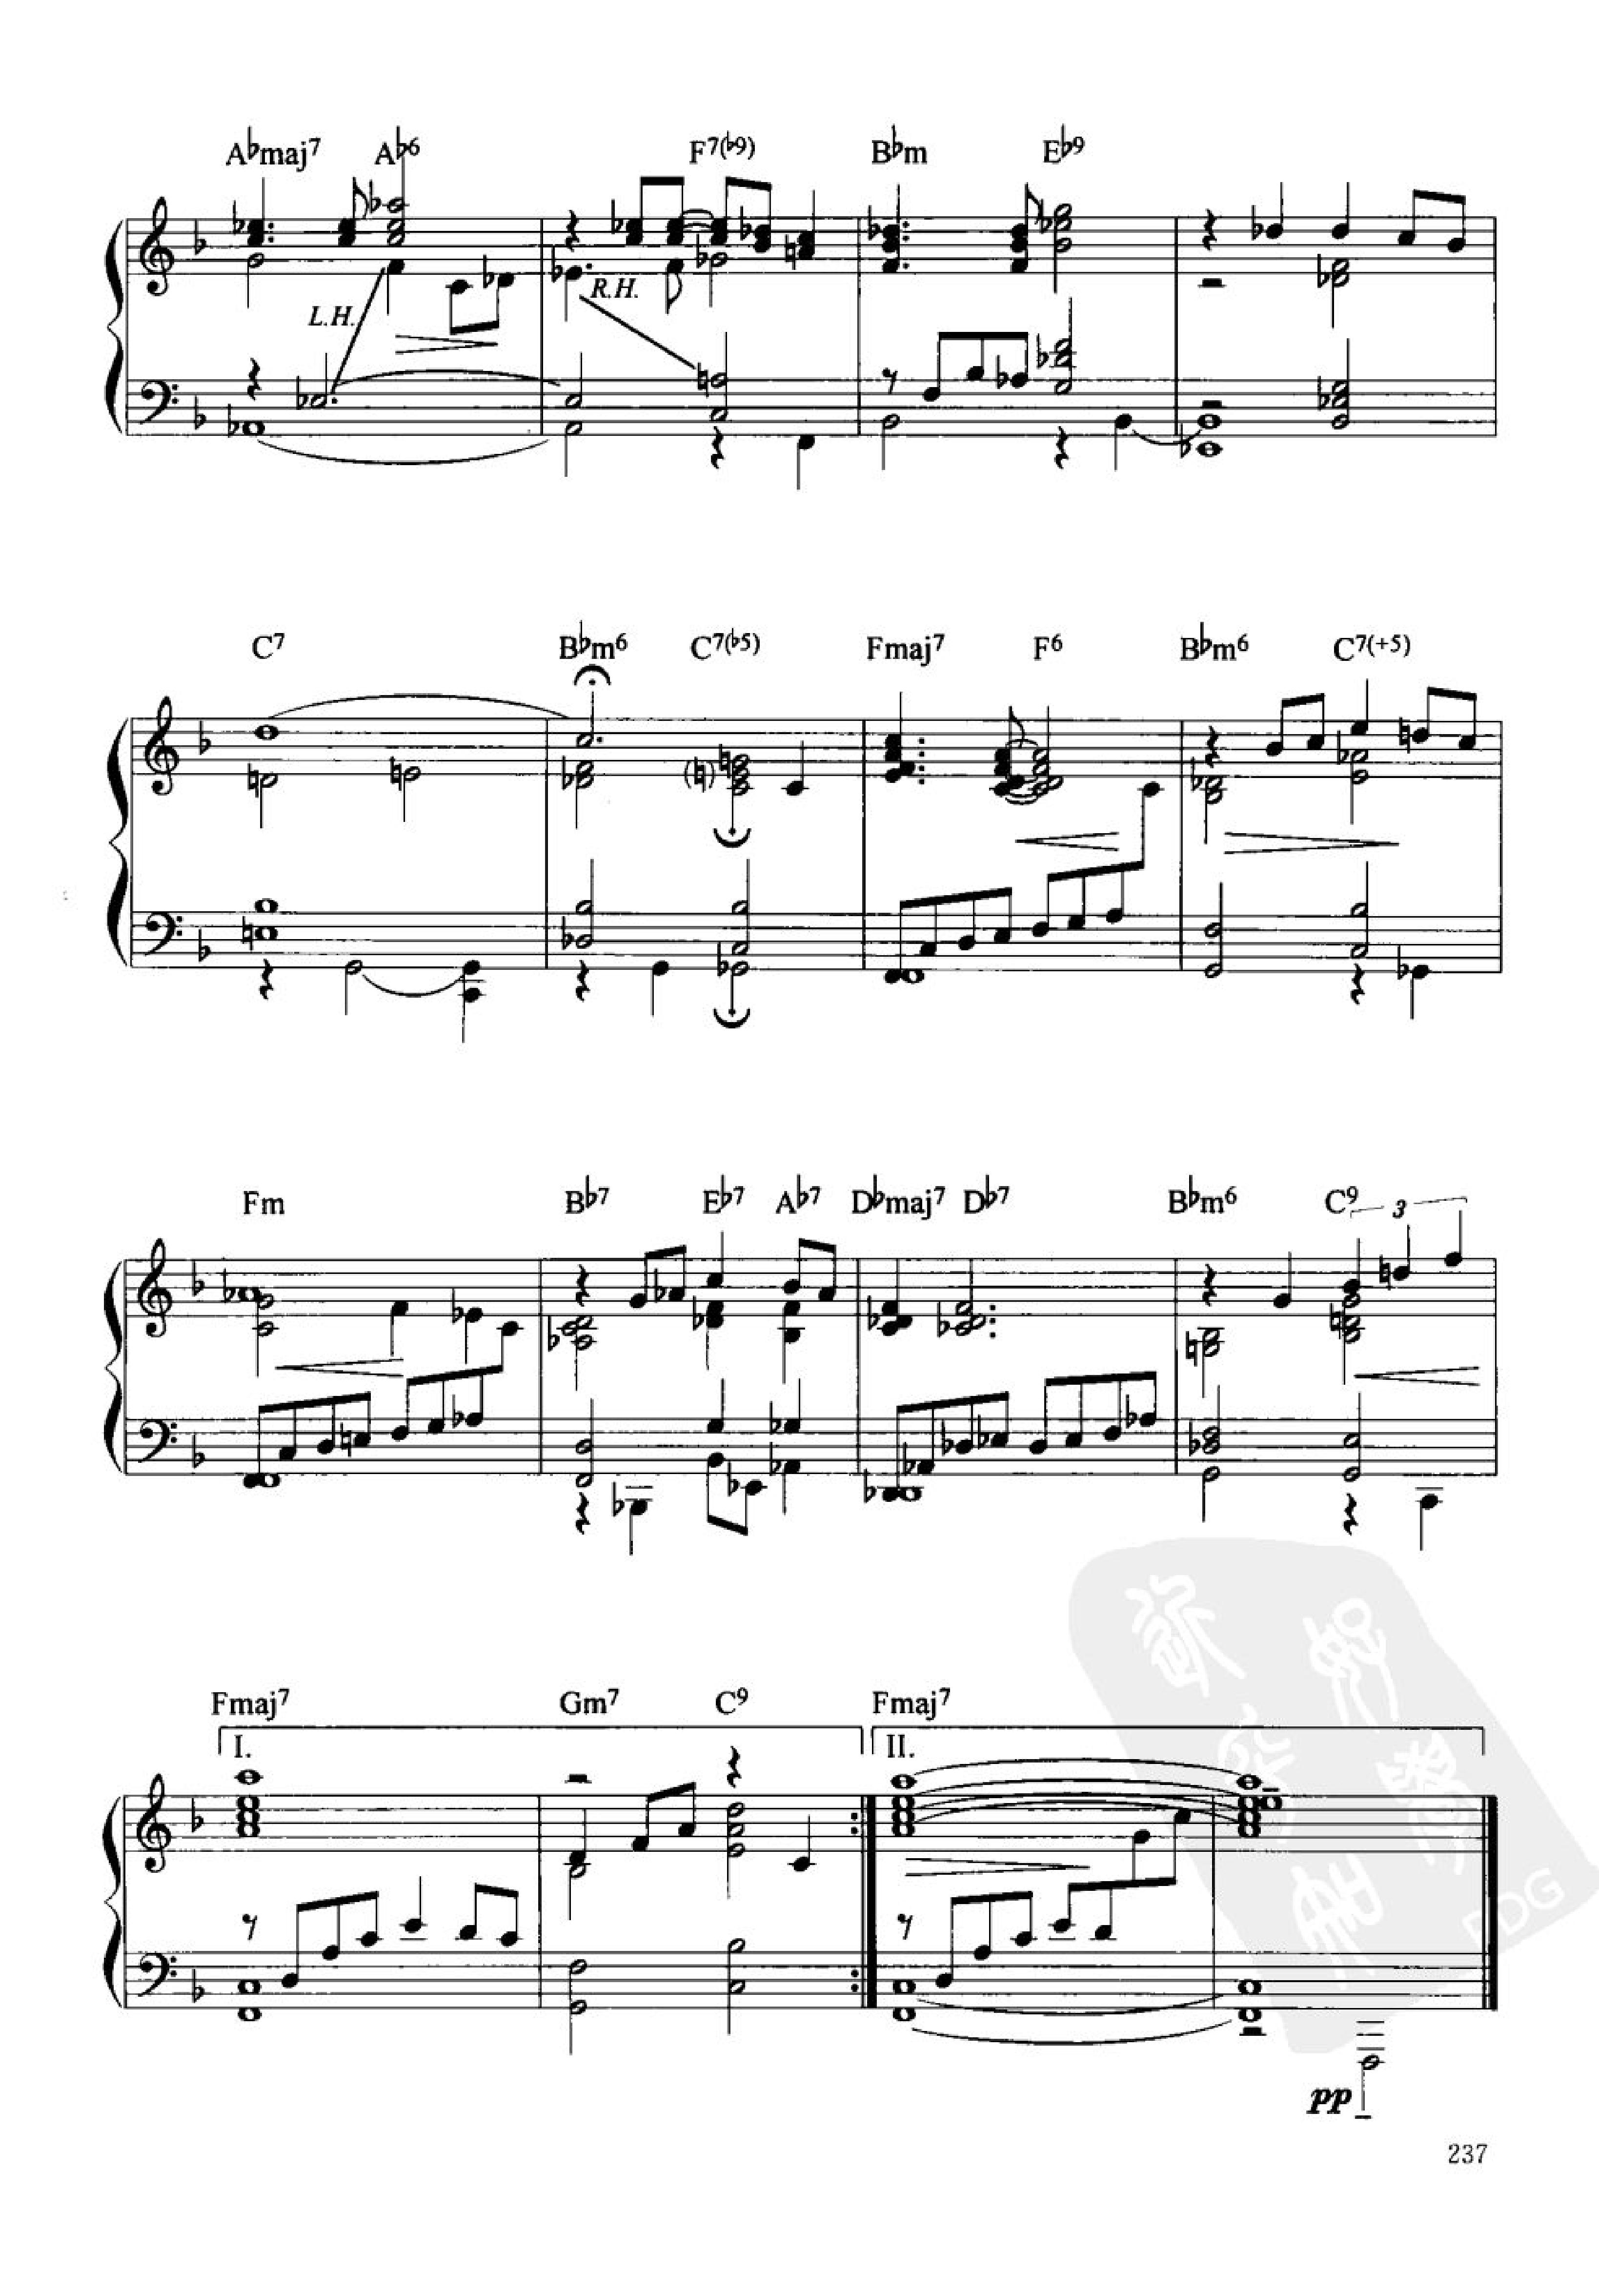 A♭maj7 A♭6 F7(♭9) B♭m E♭9
L.H. R.H.
C7 B♭m6 C7(♭5) Fmaj7 F6 B♭m6 C7(+5)
Fm B♭7 E♭7 A♭7 D♭maj7 D♭7 B♭m6 C9
3
Fmaj7 Gm7 C9 Fmaj7
I. II.
PDG
pp
237